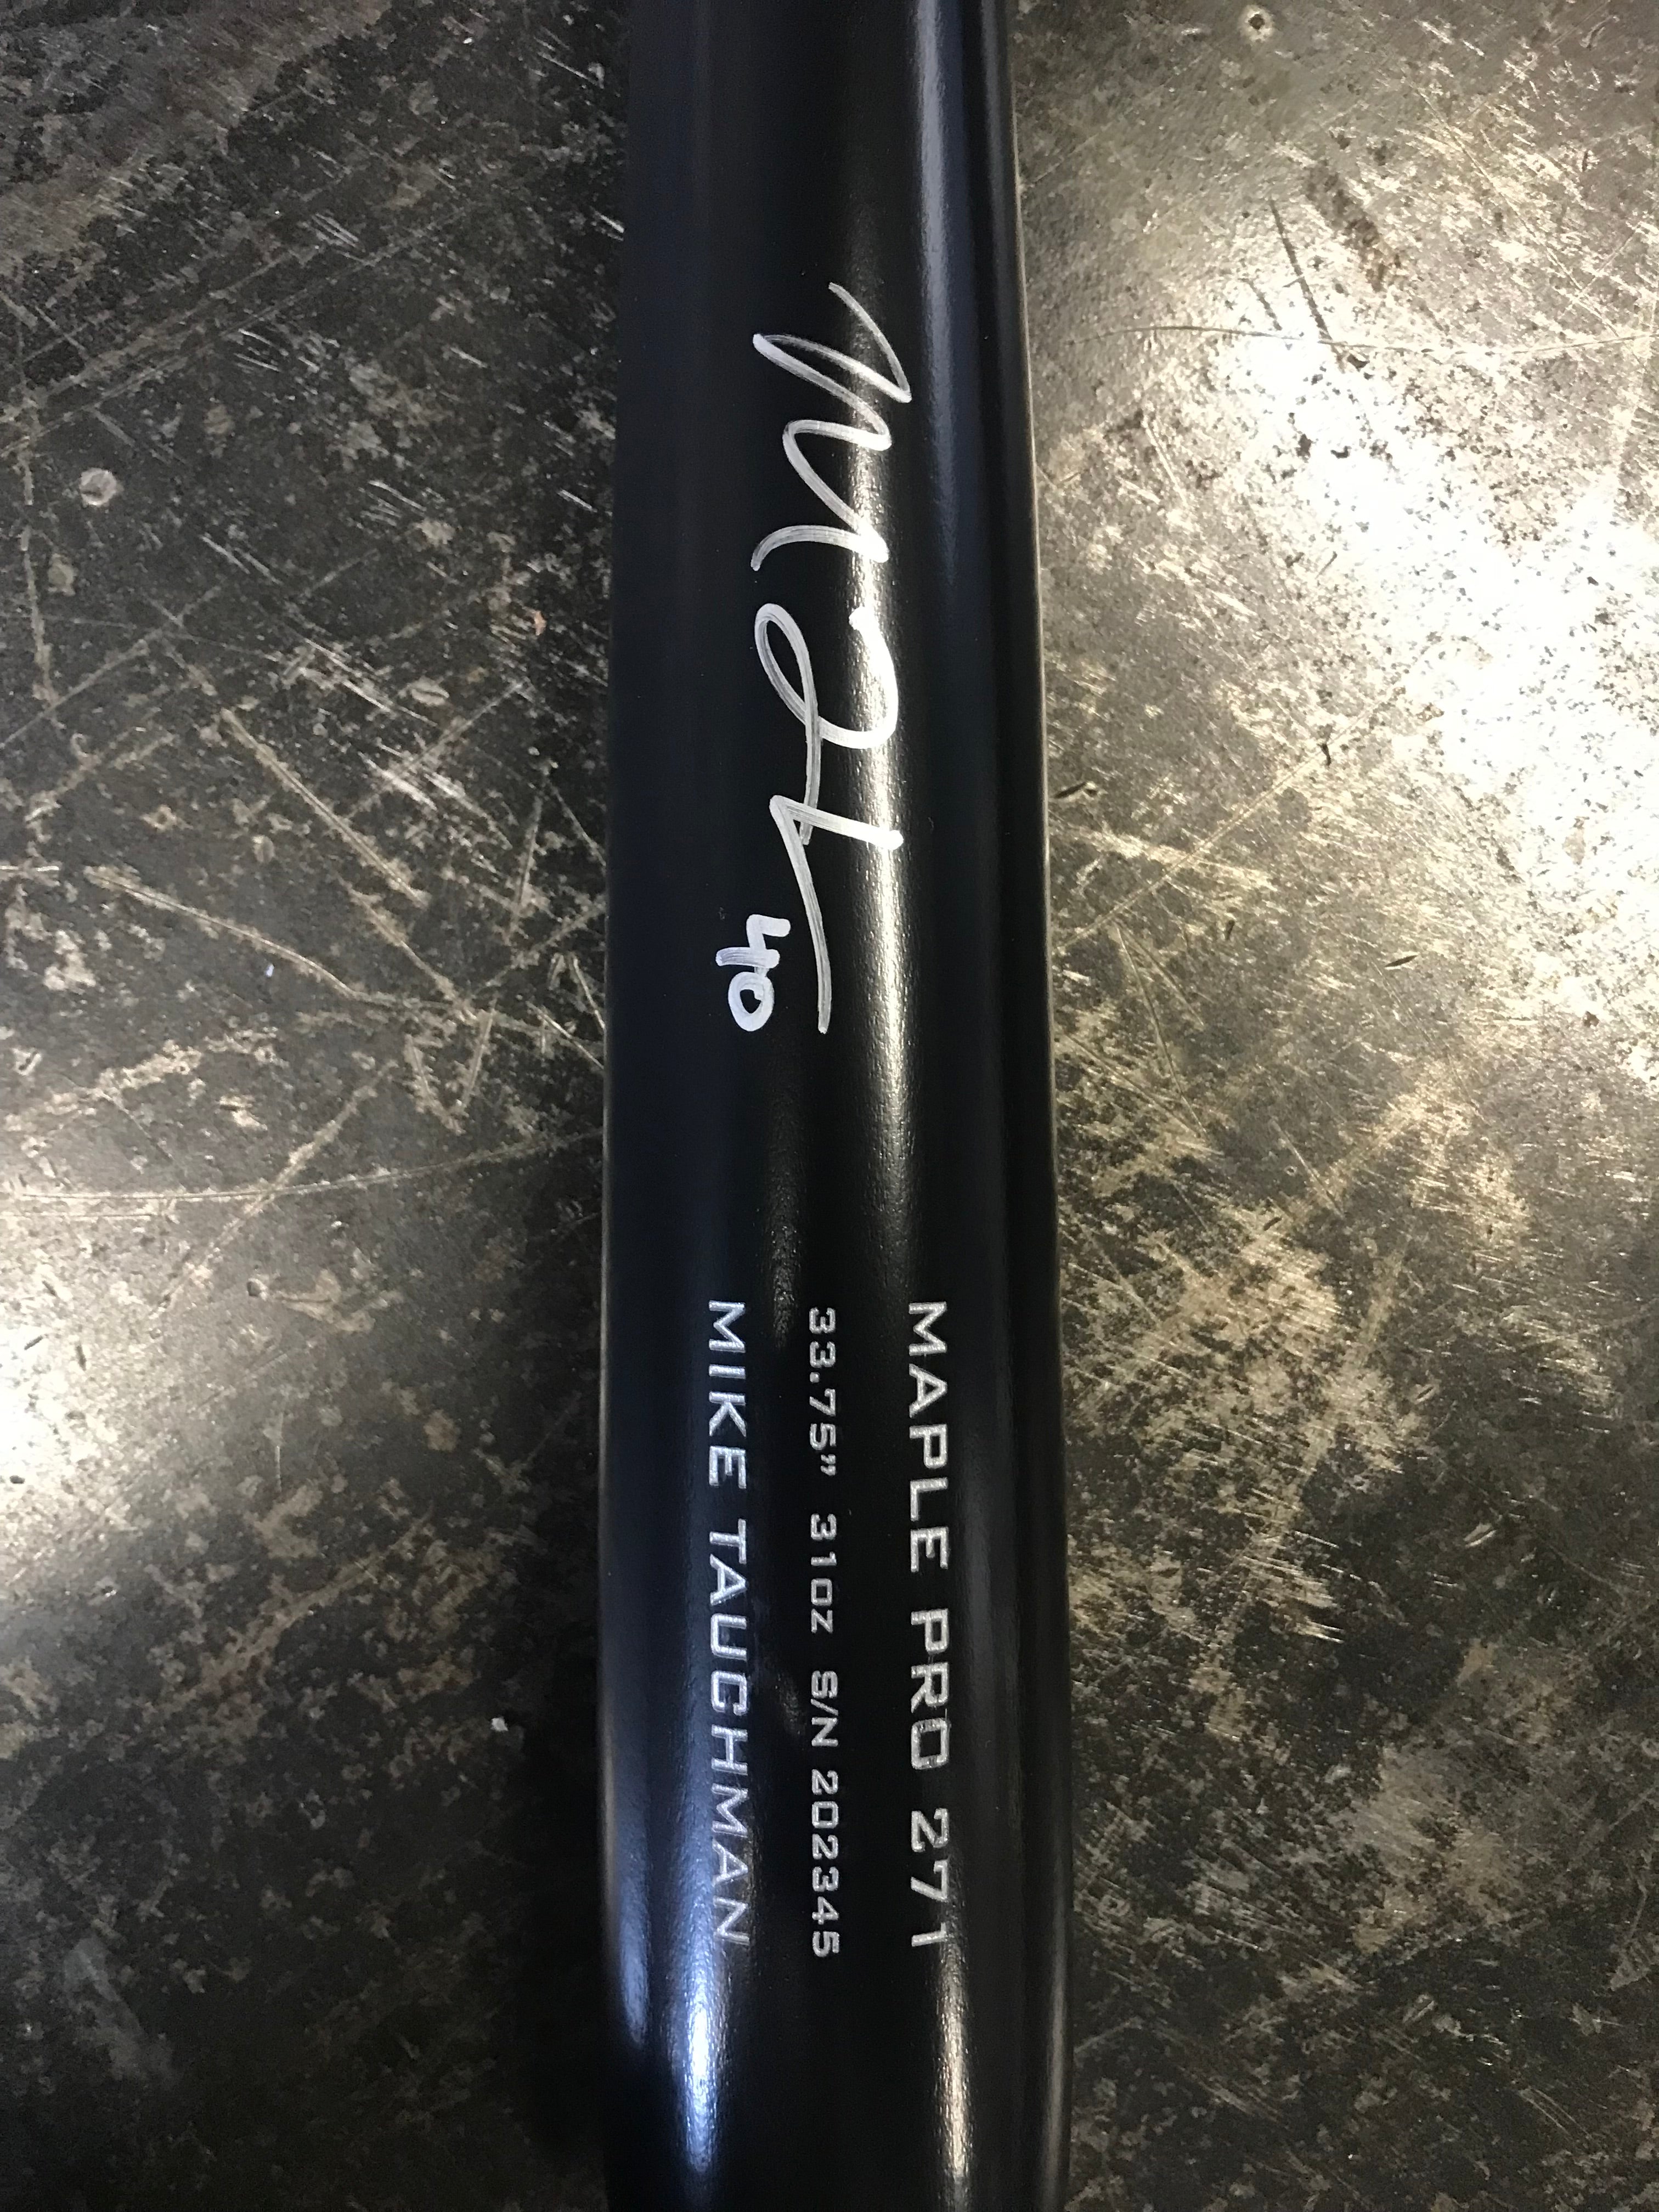 40
MAPLE PRO 271
33.75” 31OZ S/N 202345
MIKE TAUCHMAN